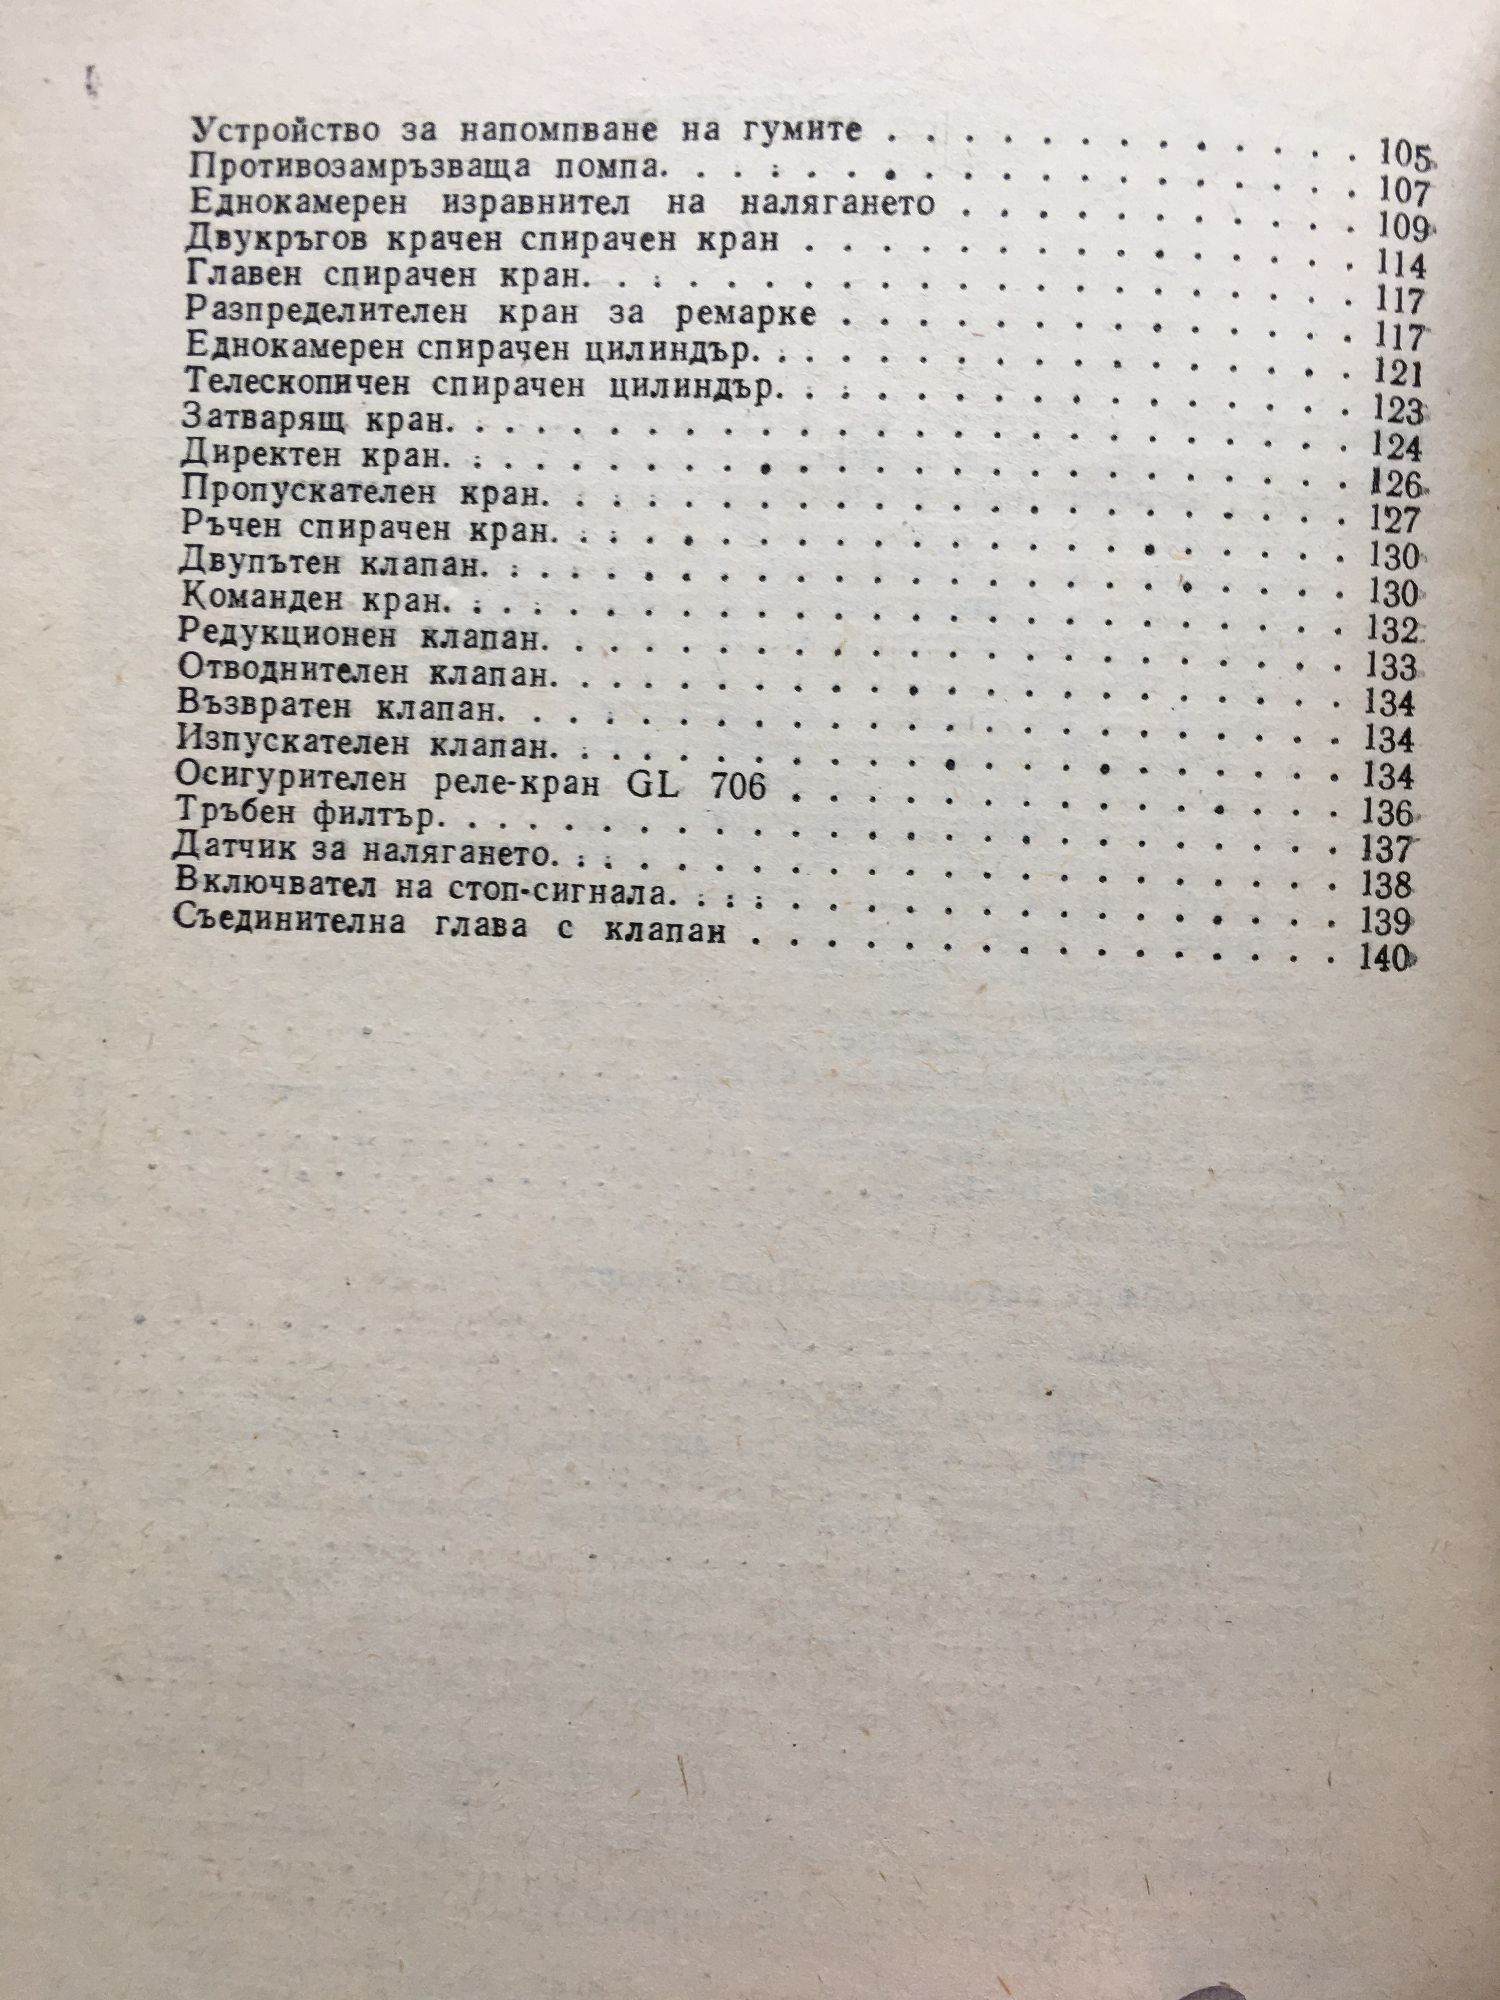 Устройство за напомпване на гумите . . . . . . . . . . . . . 105
Противозамръзваща помпа. . . . . . . . . . . . . . . . . . . 107
Еднокамерен изравнител на налягането . . . . . . . . . . . 109
Двукръгов крачен спирачен кран . . . . . . . . . . . . . . . 114
Главен спирачен кран. . . . . . . . . . . . . . . . . . . . . 117
Разпределителен кран за ремарке . . . . . . . . . . . . . . 117
Еднокамерен спирачен цилиндър. . . . . . . . . . . . . . . . 121
Телескопичен спирачен цилиндър. . . . . . . . . . . . . . . . 123
Затварящ кран. . . . . . . . . . . . . . . . . . . . . . . . 124
Директен кран. . . . . . . . . . . . . . . . . . . . . . . . 126
Пропускателен кран. . . . . . . . . . . . . . . . . . . . . . 127
Ръчен спирачен кран. . . . . . . . . . . . . . . . . . . . . 130
Двупътен клапан. . . . . . . . . . . . . . . . . . . . . . . 130
Команден кран. . . . . . . . . . . . . . . . . . . . . . . . 132
Редукционен клапан. . . . . . . . . . . . . . . . . . . . . . 133
Отводнителен клапан. . . . . . . . . . . . . . . . . . . . . 134
Възвратен клапан. . . . . . . . . . . . . . . . . . . . . . . 134
Изпускателен клапан. . . . . . . . . . . . . . . . . . . . . 134
Осигурителен реле-кран GL 706 . . . . . . . . . . . . . . . 136
Тръбен филтър. . . . . . . . . . . . . . . . . . . . . . . . 137
Датчик за налягането. . . . . . . . . . . . . . . . . . . . . 138
Включвател на стоп-сигнала. . . . . . . . . . . . . . . . . . 139
Съединителна глава с клапан . . . . . . . . . . . . . . . . 140